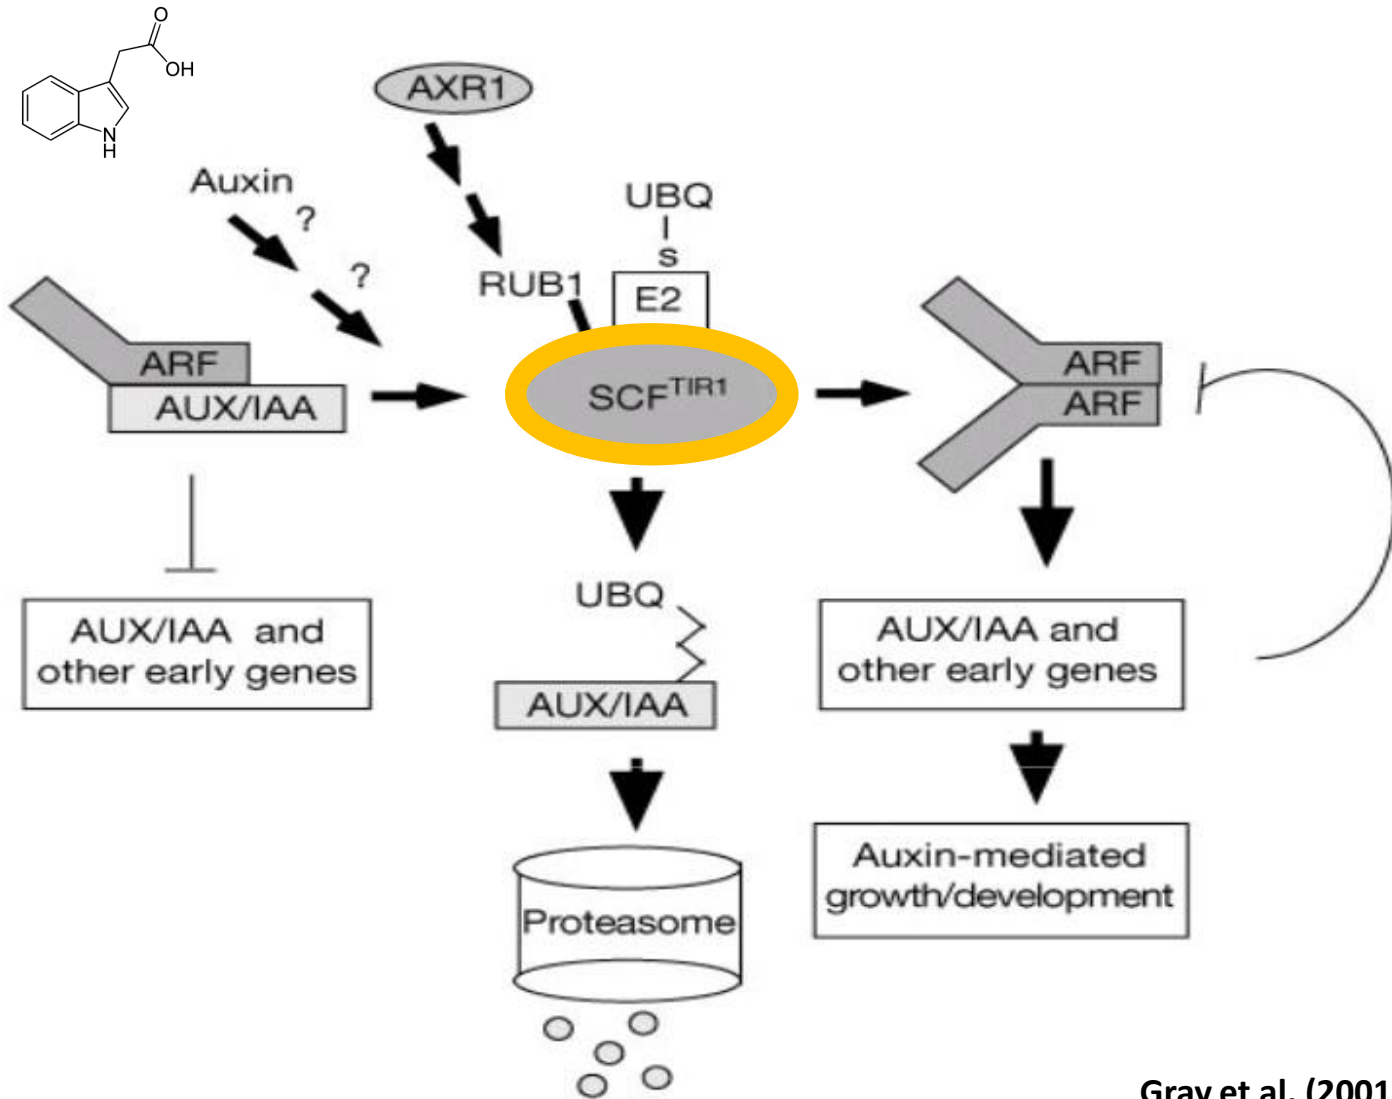 O
OH
N
H
AXR1
Auxin
?
?
UBQ
s
RUB1
E2
ARF
AUX/IAA
SCF^TIR1
ARF
ARF
AUX/IAA and
other early genes
UBQ
AUX/IAA
AUX/IAA and
other early genes
Proteasome
Auxin-mediated
growth/development
Gray et al. (2001